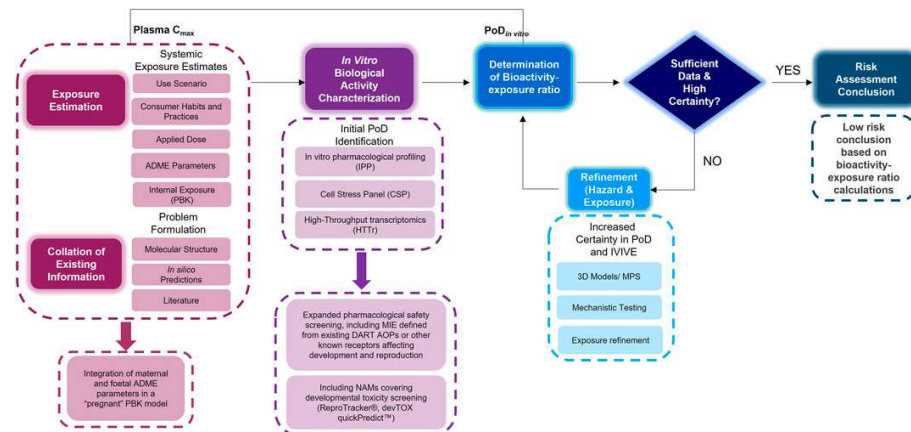 Plasma Cmax
PoDin vitro
Exposure
Estimation
Systemic
Exposure Estimates
Use Scenario
Consumer Habits and
Practices
Applied Dose
ADME Parameters
Internal Exposure
(PBK)
Collation of
Existing
Information
Problem
Formulation
Molecular Structure
In silico
Predictions
Literature
Integration of maternal
and foetal ADME
parameters in a
"pregnant" PBK model
In Vitro
Biological
Activity
Characterization
Initial PoD
Identification
In vitro pharmacological profiling
(IPP)
Cell Stress Panel (CSP)
High-Throughput transcriptomics
(HTTr)
Expanded pharmacological safety
screening, including MIE defined
from existing DART AOPs or other
known receptors affecting
development and reproduction
Including NAMs covering
developmental toxicity screening
(ReproTracker®, devTOX
quickPredict™)
Determination
of Bioactivity-
exposure ratio
Sufficient
Data &
High
Certainty?
YES
NO
Refinement
(Hazard &
Exposure)
Increased
Certainty in PoD
and IVIVE
3D Models/ MPS
Mechanistic Testing
Exposure refinement
Risk
Assessment
Conclusion
Low risk
conclusion
based on
bioactivity-
exposure ratio
calculations